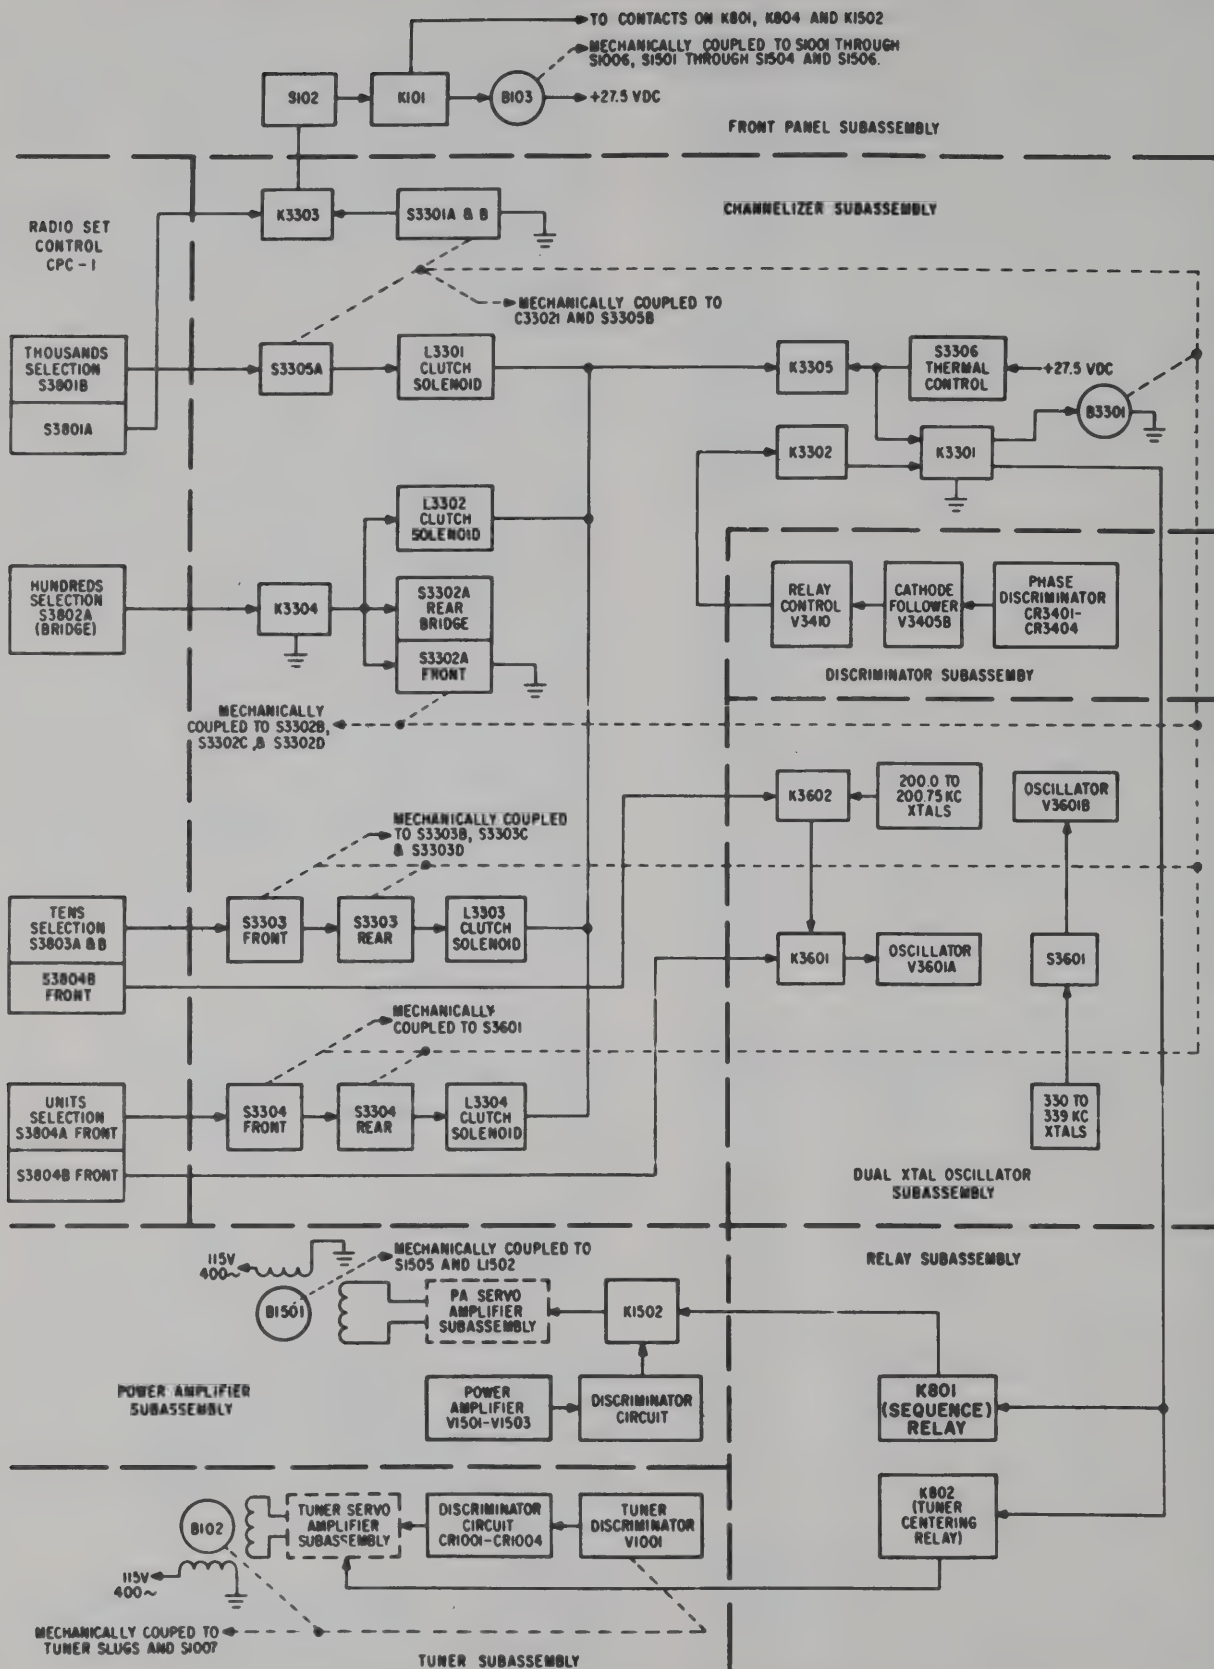 TO CONTACTS ON K801, K804 AND K1502
MECHANICALLY COUPLED TO S1001 THROUGH
S1006, S1501 THROUGH S1504 AND S1506.
S102
K101
B103
+27.5 VDC
FRONT PANEL SUBASSEMBLY
RADIO SET
CONTROL
CPC-1
K3303
S3301A & B
CHANNELIZER SUBASSEMBLY
MECHANICALLY COUPLED TO
C33021 AND S3305B
THOUSANDS
SELECTION
S3801B
S3801A
S3305A
L3301
CLUTCH
SOLENOID
K3305
S3306
THERMAL
CONTROL
+27.5 VDC
B3301
K3302
K3301
L3302
CLUTCH
SOLENOID
HUNDREDS
SELECTION
S3802A
(BRIDGE)
K3304
S3302A
REAR
BRIDGE
S3302A
FRONT
RELAY
CONTROL
V3410
CATHODE
FOLLOWER
V3405B
PHASE
DISCRIMINATOR
CR3401-
CR3404
DISCRIMINATOR SUBASSEMBY
MECHANICALLY
COUPLED TO S3302B,
S3302C ,& S3302D
K3602
200.0 TO
200.75 KC
XTALS
OSCILLATOR
V3601B
MECHANICALLY COUPLED
TO S3303B, S3303C
& S3303D
TENS
SELECTION
S3803A & B
S3804B
FRONT
S3303
FRONT
S3303
REAR
L3303
CLUTCH
SOLENOID
K3601
OSCILLATOR
V3601A
S3601
MECHANICALLY
COUPLED TO S3601
UNITS
SELECTION
S3804A FRONT
S3804B FRONT
S3304
FRONT
S3304
REAR
L3304
CLUTCH
SOLENOID
330 TO
339 KC
XTALS
DUAL XTAL OSCILLATOR
SUBASSEMBLY
115V
400~
B1501
MECHANICALLY COUPLED TO
S1505 AND L1502
RELAY SUBASSEMBLY
PA SERVO
AMPLIFIER
SUBASSEMBLY
K1502
POWER AMPLIFIER
SUBASSEMBLY
POWER
AMPLIFIER
V1501-V1503
DISCRIMINATOR
CIRCUIT
K801
(SEQUENCE)
RELAY
B102
TUNER SERVO
AMPLIFIER
SUBASSEMBLY
DISCRIMINATOR
CIRCUIT
CR1001-CR1004
TUNER
DISCRIMINATOR
V1001
K802
(TUNER
CENTERING
RELAY)
115V
400~
MECHANICALLY COUPED TO
TUNER SLUGS AND S1007
TUNER SUBASSEMBLY